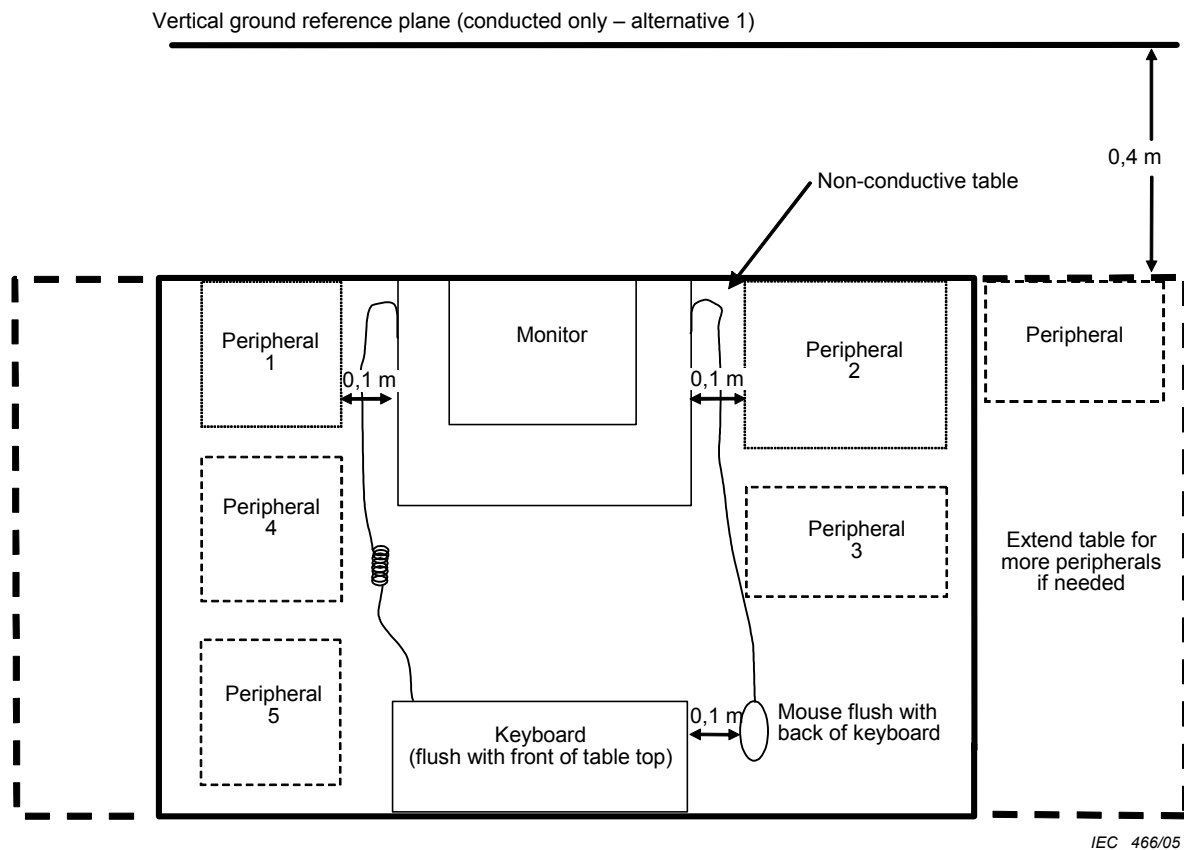 Vertical ground reference plane (conducted only – alternative 1)
0,4 m
Non-conductive table
Peripheral
1
Monitor
Peripheral
2
Peripheral
0,1 m
0,1 m
Peripheral
4
Peripheral
3
Extend table for
more peripherals
if needed
Peripheral
5
Keyboard
(flush with front of table top)
0,1 m
Mouse flush with
back of keyboard
IEC 466/05